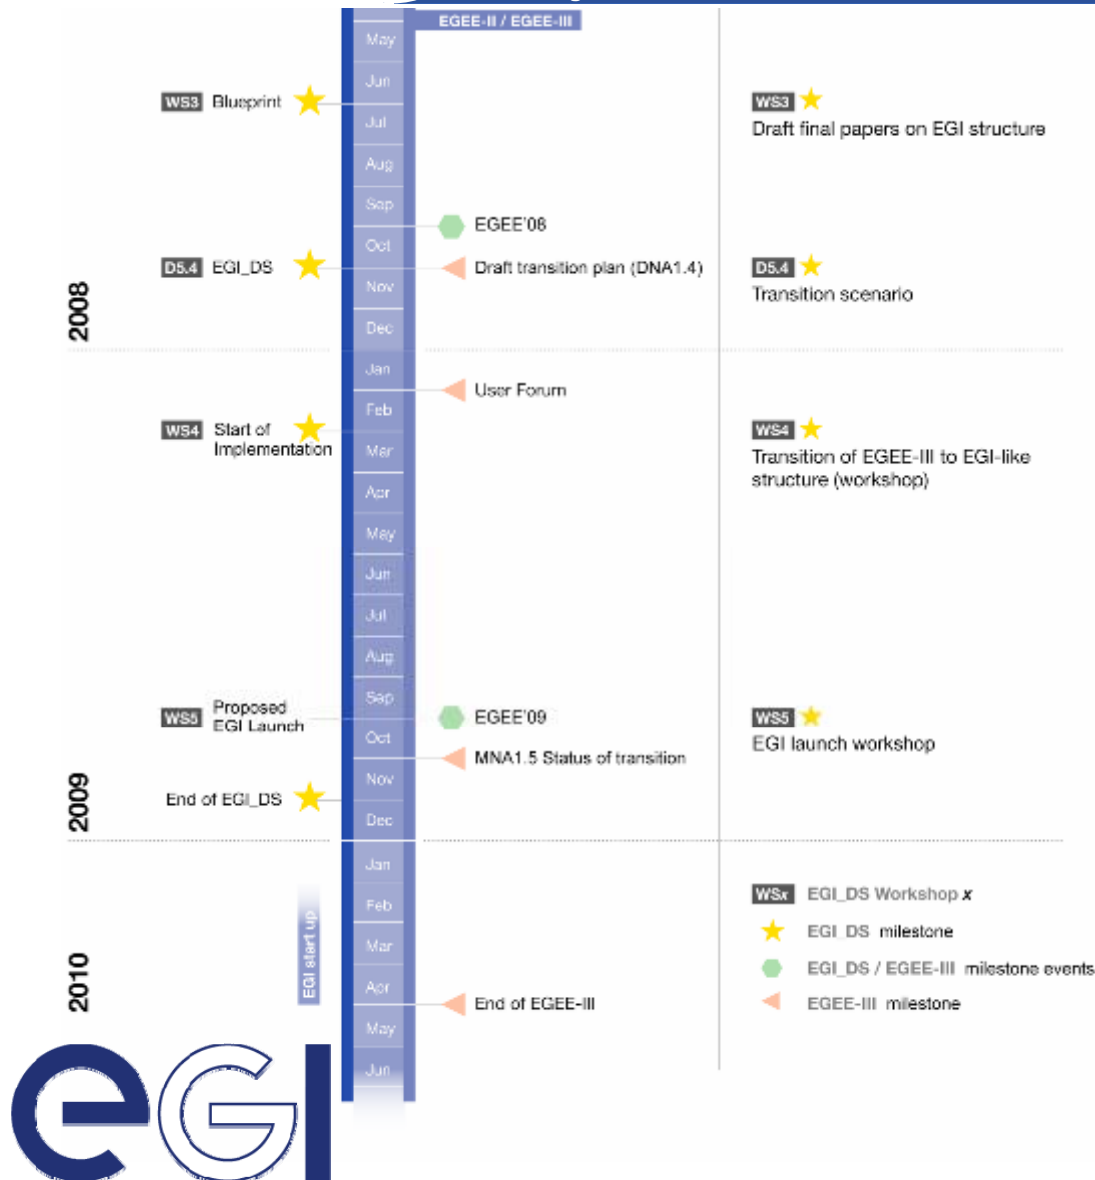 EGEE-II / EGEE-III
May
Jun
WS3 Blueprint
WS3
Draft final papers on EGI structure
Jul
Aug
Sep
EGEE'08
Oct
D5.4 EGI_DS
Draft transition plan (DNA1.4)
D5.4
Transition scenario
Nov
Dec
2008
Jan
User Forum
Feb
WS4 Start of
Implementation
WS4
Transition of EGEE-III to EGI-like
structure (workshop)
Mar
Apr
May
Jun
Jul
Aug
Sep
WS5 Proposed
EGI Launch
EGEE'09
WS5
EGI launch workshop
Oct
MNA1.5 Status of transition
Nov
End of EGI_DS
Dec
2009
Jan
Feb
Mar
Apr
May
Jun
EGI start up
End of EGEE-III
2010
WSx EGI_DS Workshop x
EGI_DS milestone
EGI_DS / EGEE-III milestone events
EGEE-III milestone
eGI